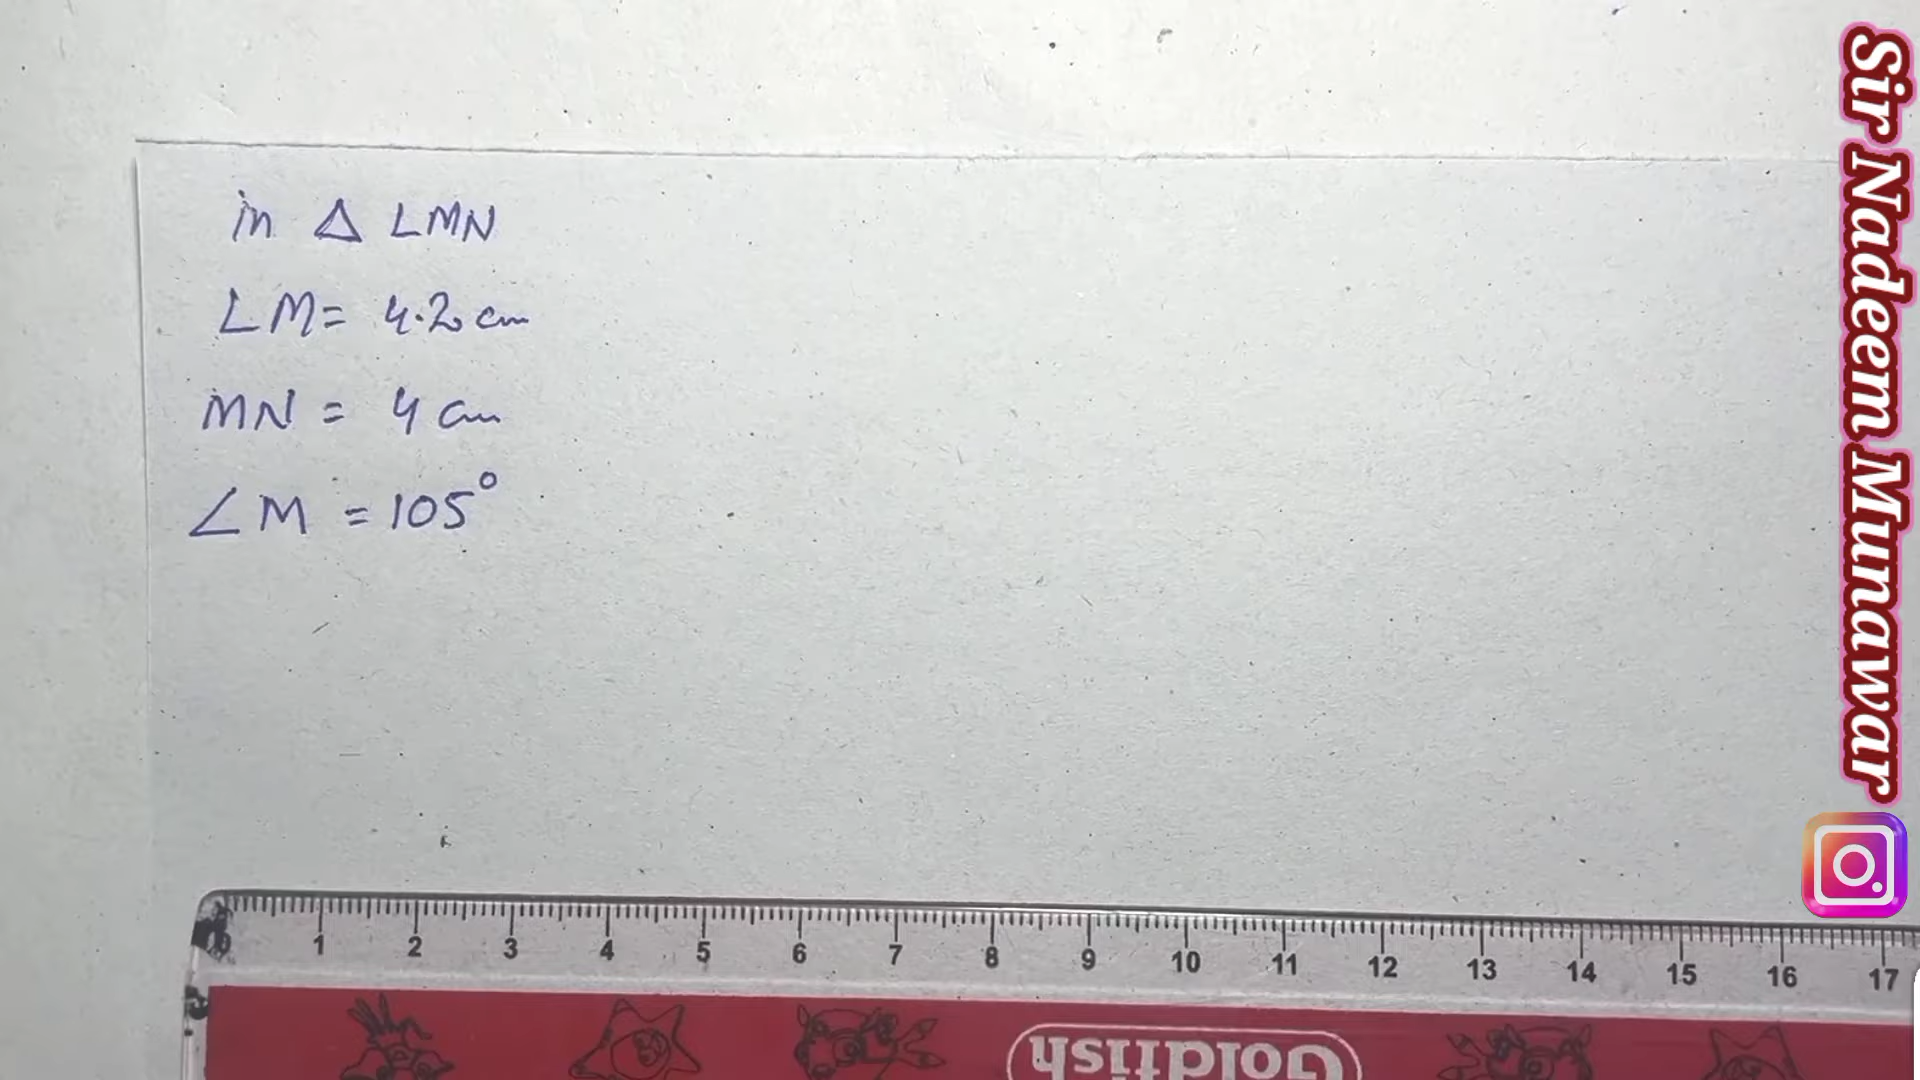 in △ LMN
LM = 4.2 cm
MN = 4 cm
∠M = 105°
Sir Nadeem Munawar
0 1 2 3 4 5 6 7 8 9 10 11 12 13 14 15 16 17
Goldfish